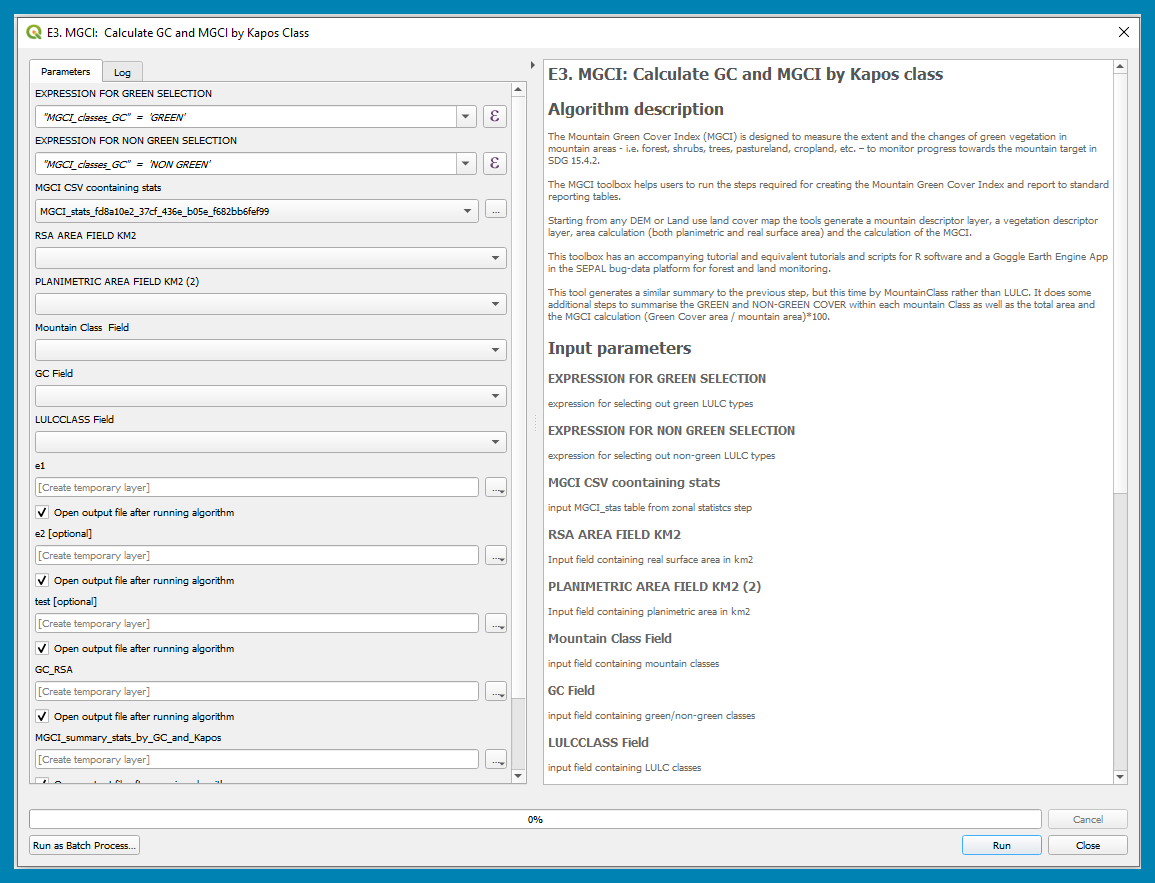 E3. MGCI:  Calculate GC and MGCI by Kapos Class
Parameters
Log
EXPRESSION FOR GREEN SELECTION
"MGCI_classes_GC"  =  'GREEN'
ε
EXPRESSION FOR NON GREEN SELECTION
"MGCI_classes_GC"  =  'NON GREEN'
ε
MGCI CSV coontaining stats
MGCI_stats_fd8a10e2_37cf_436e_b05e_f682bb6fef99
...
RSA AREA FIELD KM2
PLANIMETRIC AREA FIELD KM2 (2)
Mountain Class  Field
GC Field
LULCCLASS Field
e1
[Create temporary layer]
...
Open output file after running algorithm
e2 [optional]
[Create temporary layer]
...
Open output file after running algorithm
test [optional]
[Create temporary layer]
...
Open output file after running algorithm
GC_RSA
[Create temporary layer]
...
Open output file after running algorithm
MGCI_summary_stats_by_GC_and_Kapos
[Create temporary layer]
...
E3. MGCI: Calculate GC and MGCI by Kapos class
Algorithm description
The Mountain Green Cover Index (MGCI) is designed to measure the extent and the changes of green vegetation in
mountain areas - i.e. forest, shrubs, trees, pastureland, cropland, etc. – to monitor progress towards the mountain target in
SDG 15.4.2.
The MGCI toolbox helps users to run the steps required for creating the Mountain Green Cover Index and report to standard
reporting tables.
Starting from any DEM or Land use land cover map the tools generate a mountain descriptor layer, a vegetation descriptor
layer, area calculation (both planimetric and real surface area) and the calculation of the MGCI.
This toolbox has an accompanying tutorial and equivalent tutorials and scripts for R software and a Goggle Earth Engine App
in the SEPAL bug-data platform for forest and land monitoring.
This tool generates a similar summary to the previous step, but this time by MountainClass rather than LULC. It does some
additional steps to summarise the GREEN and NON-GREEN COVER within each mountain Class as well as the total area and
the MGCI calculation (Green Cover area / mountain area)*100.
Input parameters
EXPRESSION FOR GREEN SELECTION
expression for selecting out green LULC types
EXPRESSION FOR NON GREEN SELECTION
expression for selecting out non-green LULC types
MGCI CSV coontaining stats
input MGCI_stas table from zonal statistcs step
RSA AREA FIELD KM2
Input field containing real surface area in km2
PLANIMETRIC AREA FIELD KM2 (2)
Input field containing planimetric area in km2
Mountain Class Field
input field containing mountain classes
GC Field
input field containing green/non-green classes
LULCCLASS Field
input field containing LULC classes
0%
Cancel
Run as Batch Process...
Run
Close